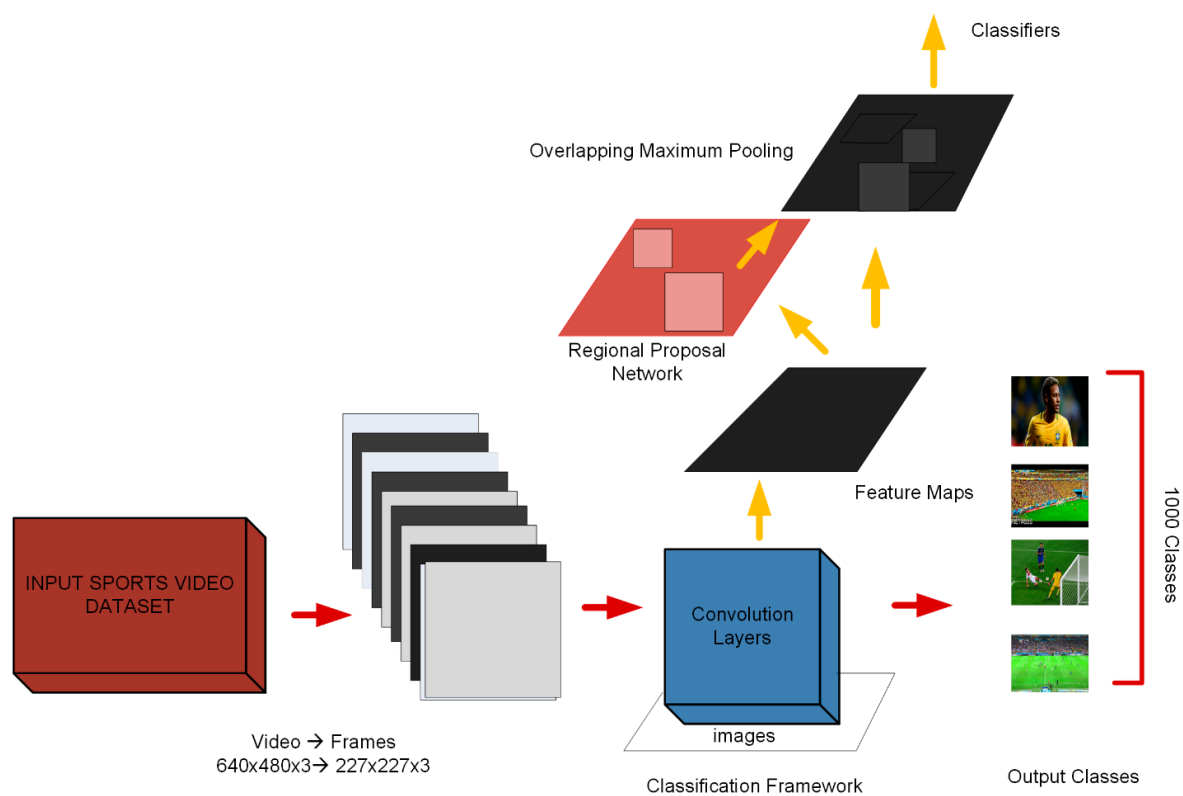 Classifiers
Overlapping Maximum Pooling
Regional Proposal
Network
Feature Maps
INPUT SPORTS VIDEO
DATASET
Convolution
Layers
images
1000 Classes
Video → Frames
640x480x3→ 227x227x3
Classification Framework
Output Classes